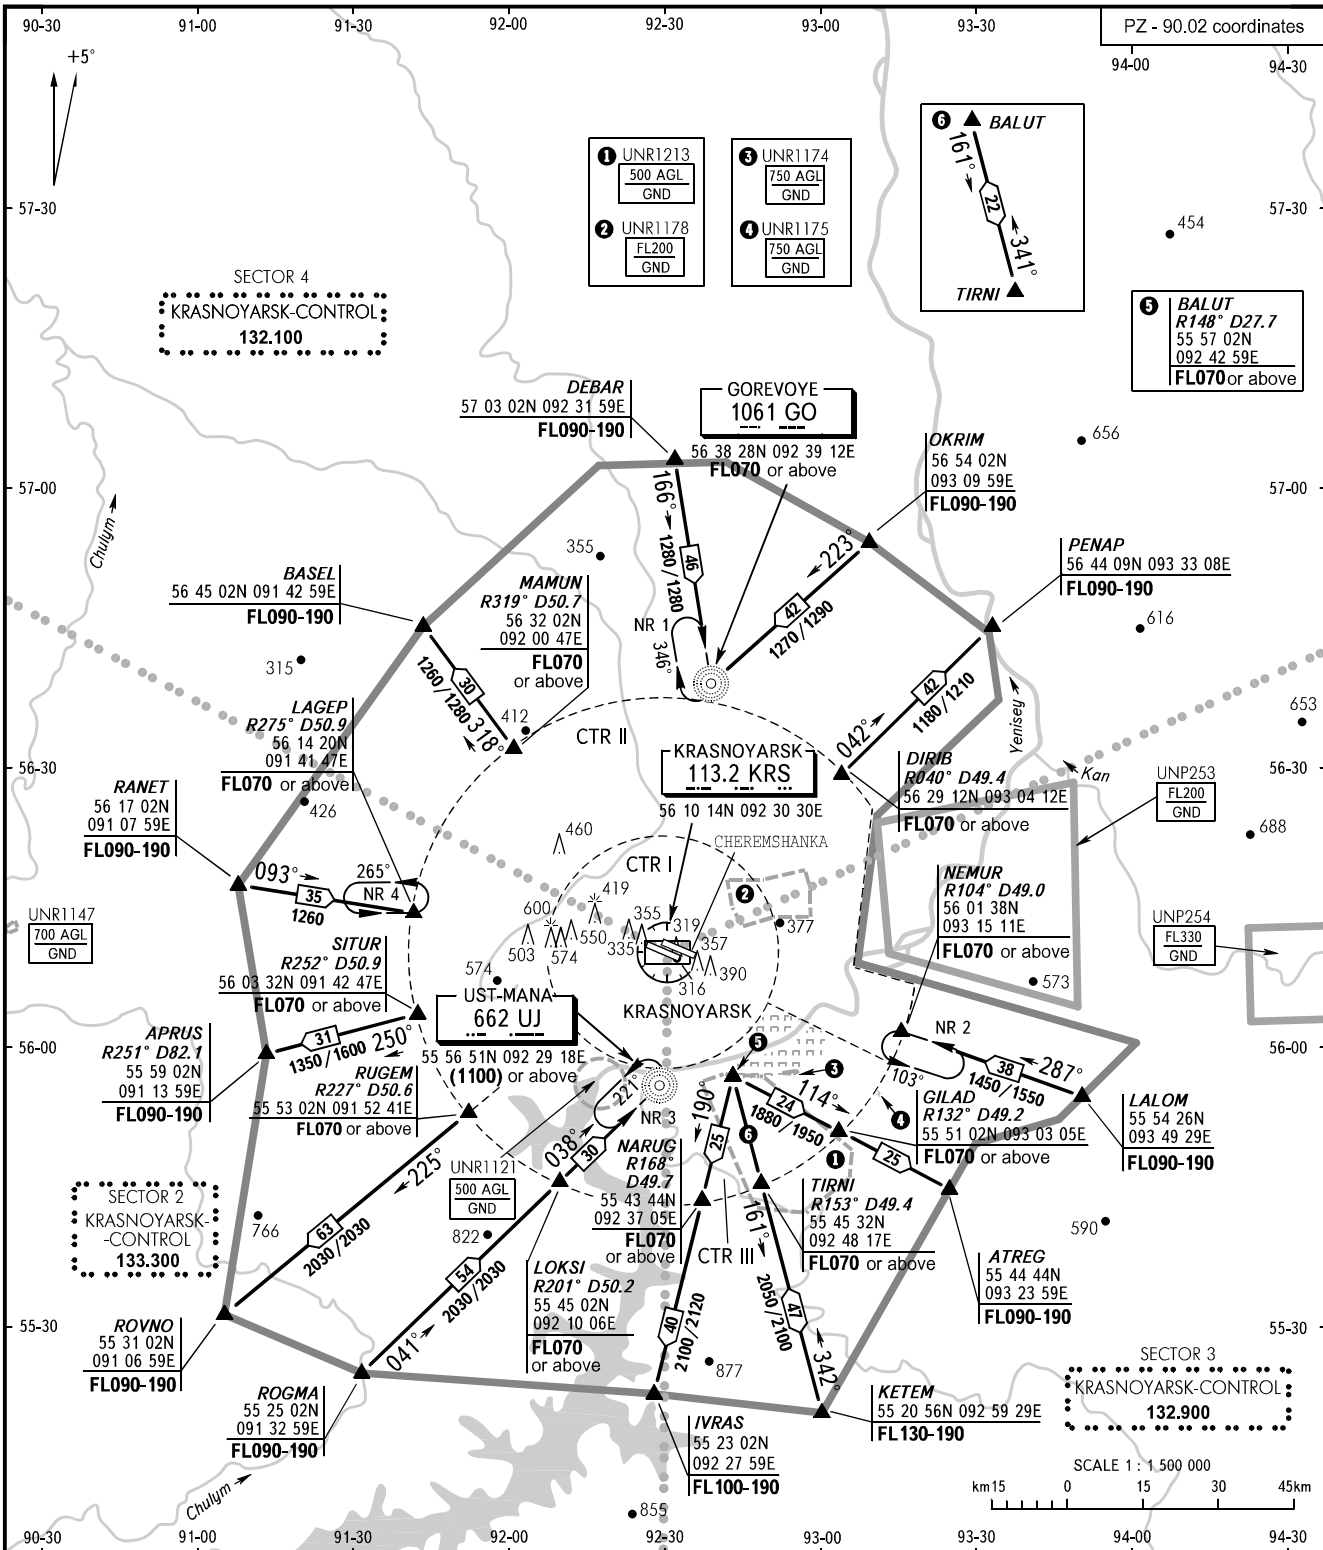 90-30 91-00 91-30 92-00 92-30 93-00 93-30
PZ - 90.02 coordinates
94-00 94-30
+5°
❶ UNR1213
500 AGL
GND
❷ UNR1178
FL200
GND
❸ UNR1174
750 AGL
GND
❹ UNR1175
750 AGL
GND
❻ BALUT
161°
22
341°
TIRNI
57-30 57-30
454
SECTOR 4
KRASNOYARSK-CONTROL
132.100
❺ BALUT
R148° D27.7
55 57 02N
092 42 59E
FL070 or above
DEBAR
57 03 02N 092 31 59E
FL090-190
GOREVOYE
1061 GO
56 38 28N 092 39 12E
FL070 or above
OKRIM
56 54 02N
093 09 59E
FL090-190
656
57-00 57-00
Chulym
166°
46
1280/1280
223°
42
1270/1290
355
PENAP
56 44 09N 093 33 08E
FL090-190
BASEL
56 45 02N 091 42 59E
FL090-190
MAMUN
R319° D50.7
56 32 02N
092 00 47E
FL070
or above
NR 1
346°
616
315
30
1260/1280
318°
412
42
1180/1210
042°
Yenisey
653
LAGEP
R275° D50.9
56 14 20N
091 41 47E
FL070 or above
CTR II
KRASNOYARSK
113.2 KRS
56 10 14N 092 30 30E
DIRIB
R040° D49.4
56 29 12N 093 04 12E
FL070 or above
Kan
56-30 56-30
UNP253
FL200
GND
RANET
56 17 02N
091 07 59E
FL090-190
426
688
460
CTR I
CHEREMSHANKA
093°
35
1260
265°
NR 4
❷
NEMUR
R104° D49.0
56 01 38N
093 15 11E
FL070 or above
419
600
355
319
377
UNR1147
700 AGL
GND
UNP254
FL330
GND
550
335
357
503
574
390
SITUR
R252° D50.9
56 03 32N 091 42 47E
FL070 or above
574
316
573
KRASNOYARSK
UST-MANA
662 UJ
55 56 51N 092 29 18E
(1100) or above
APRUS
R251° D82.1
55 59 02N
091 13 59E
FL090-190
31
1350/1600
250°
NR 2
56-00 56-00
❺
103°
287°
38
1450/1550
RUGEM
R227° D50.6
55 53 02N 091 52 41E
FL070 or above
221°
NR 3
190°
❸
114°
24
1880/1950
❹
GILAD
R132° D49.2
55 51 02N 093 03 05E
FL070 or above
LALOM
55 54 26N
093 49 29E
FL090-190
038°
30
25
❻
❶
25
225°
UNR1121
500 AGL
GND
NARUG
R168°
D49.7
55 43 44N
092 37 05E
FL070
or above
TIRNI
R153° D49.4
55 45 32N
092 48 17E
FL070 or above
SECTOR 2
KRASNOYARSK-
-CONTROL
133.300
766
63
2030/2030
822
161°
CTR III
590
54
2030/2030
LOKSI
R201° D50.2
55 45 02N
092 10 06E
FL070
or above
ATREG
55 44 44N
093 23 59E
FL090-190
47
2050/2100
40
2100/2120
55-30 55-30
ROVNO
55 31 02N
091 06 59E
FL090-190
041°
877
342°
SECTOR 3
KRASNOYARSK-CONTROL
132.900
ROGMA
55 25 02N
091 32 59E
FL090-190
KETEM
55 20 56N 092 59 29E
FL130-190
IVRAS
55 23 02N
092 27 59E
FL100-190
SCALE 1 : 1 500 000
km15 0 15 30 45km
Chulym
855
90-30 91-00 91-30 92-00 92-30 93-00 93-30 94-00 94-30